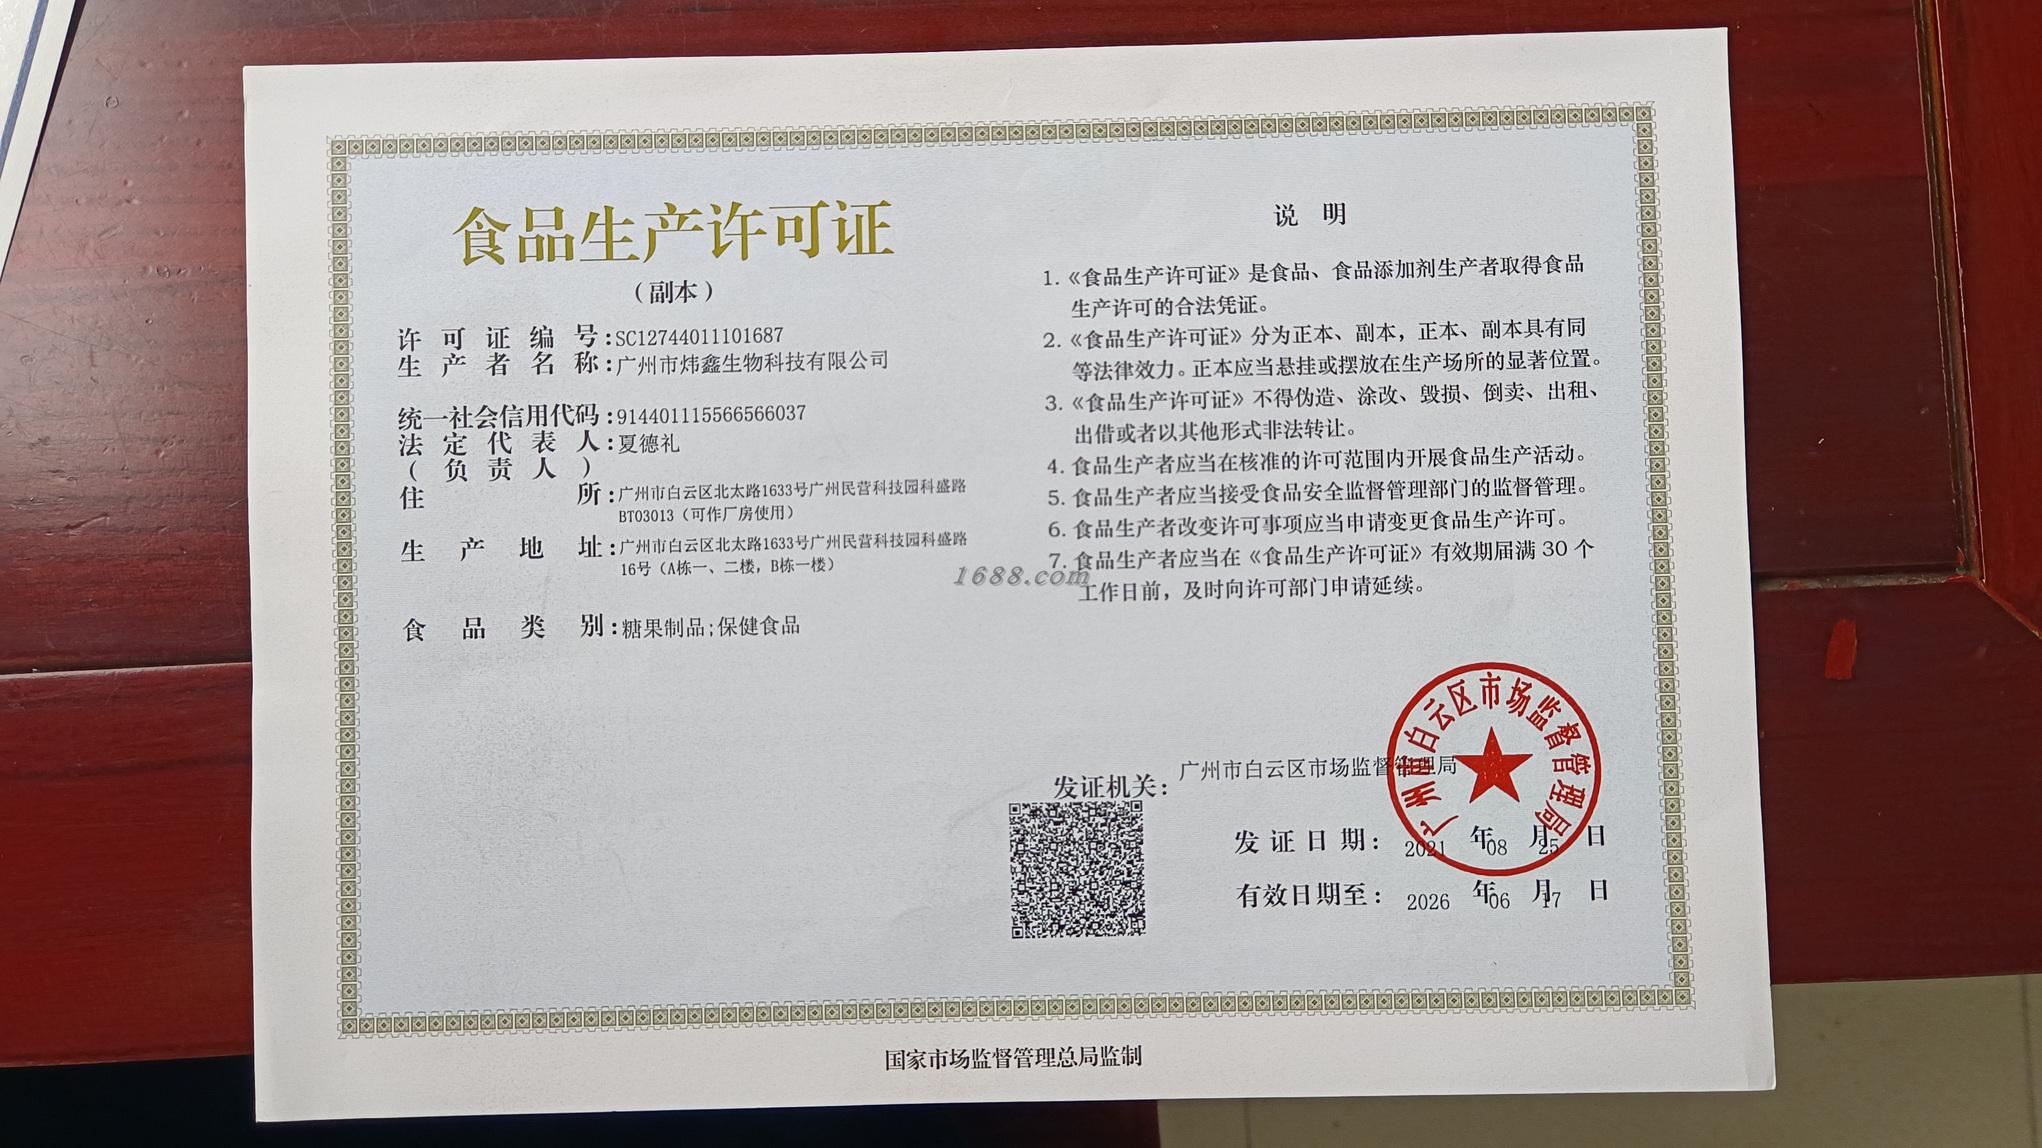 食品生产许可证
（副本）
许可证编号：SC12744011101687
生产者名称：广州市炜鑫生物科技有限公司
统一社会信用代码：914401115566566037
法定代表人：夏德礼
（负责人）
住所：广州市白云区北太路1633号广州民营科技园科盛路
BT03013（可作厂房使用）
生产地址：广州市白云区北太路1633号广州民营科技园科盛路
16号（A栋一、二楼，B栋一楼）
食品类别：糖果制品;保健食品
说 明
1.《食品生产许可证》是食品、食品添加剂生产者取得食品
生产许可的合法凭证。
2.《食品生产许可证》分为正本、副本，正本、副本具有同
等法律效力。正本应当悬挂或摆放在生产场所的显著位置。
3.《食品生产许可证》不得伪造、涂改、毁损、倒卖、出租、
出借或者以其他形式非法转让。
4. 食品生产者应当在核准的许可范围内开展食品生产活动。
5. 食品生产者应当接受食品安全监督管理部门的监督管理。
6. 食品生产者改变许可事项应当申请变更食品生产许可。
7. 食品生产者应当在《食品生产许可证》有效期届满 30 个
工作日前，及时向许可部门申请延续。
1688.com
发证机关：广州市白云区市场监督管理局
广州市白云区市场监督管理局
发证日期：2021 年 08 月 25 日
有效日期至：2026 年 06 月 17 日
国家市场监督管理总局监制